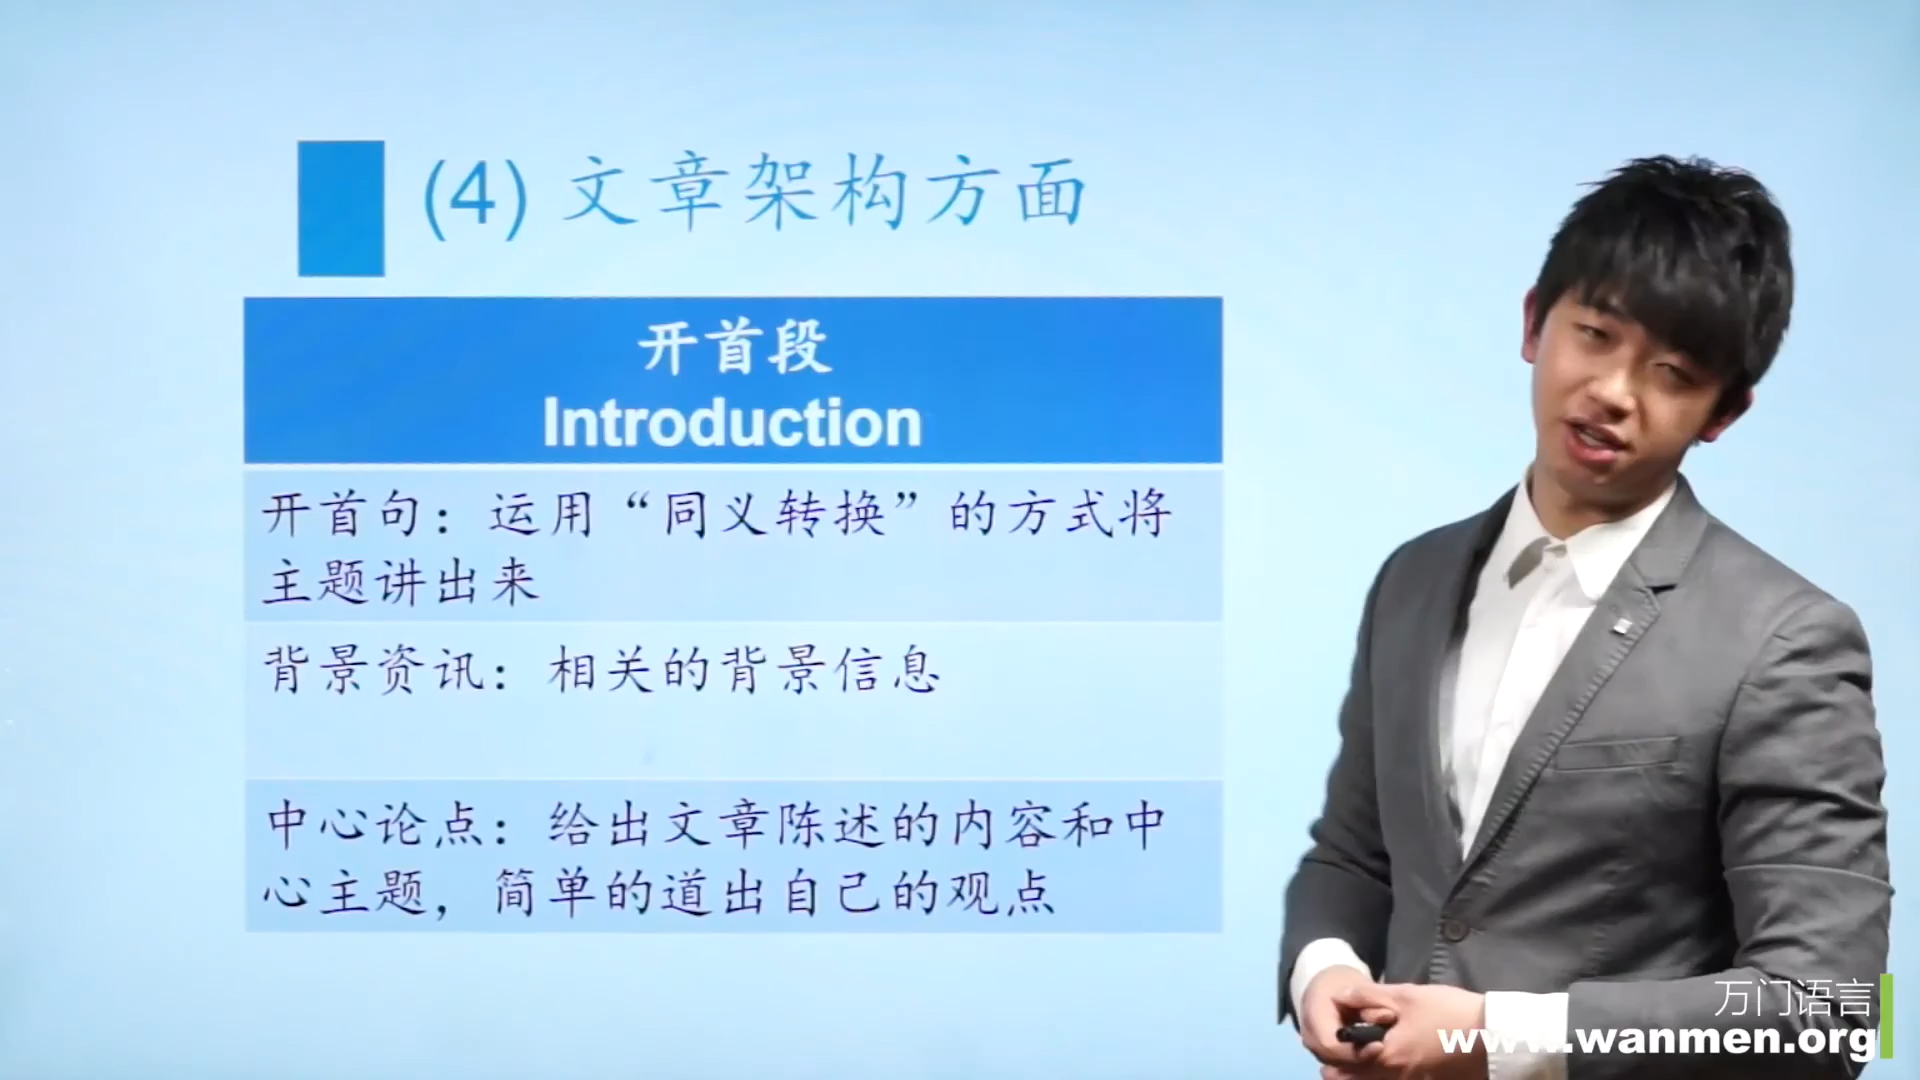 (4) 文章架构方面
开首段
Introduction
开首句：运用“同义转换”的方式将
主题讲出来
背景资讯：相关的背景信息
中心论点：给出文章陈述的内容和中
心主题，简单的道出自己的观点
万门语言
www.wanmen.org